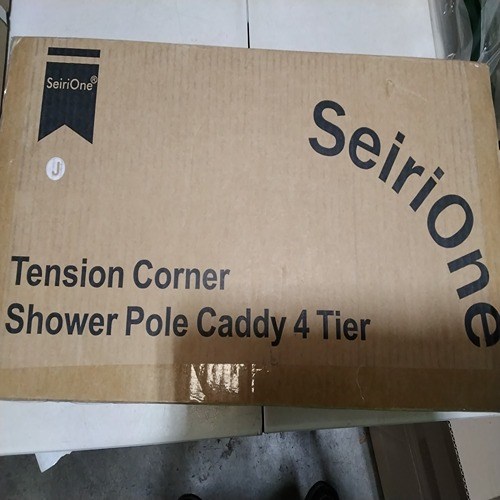 SeiriOne®
SeiriOne
J
Tension Corner
Shower Pole Caddy 4 Tier